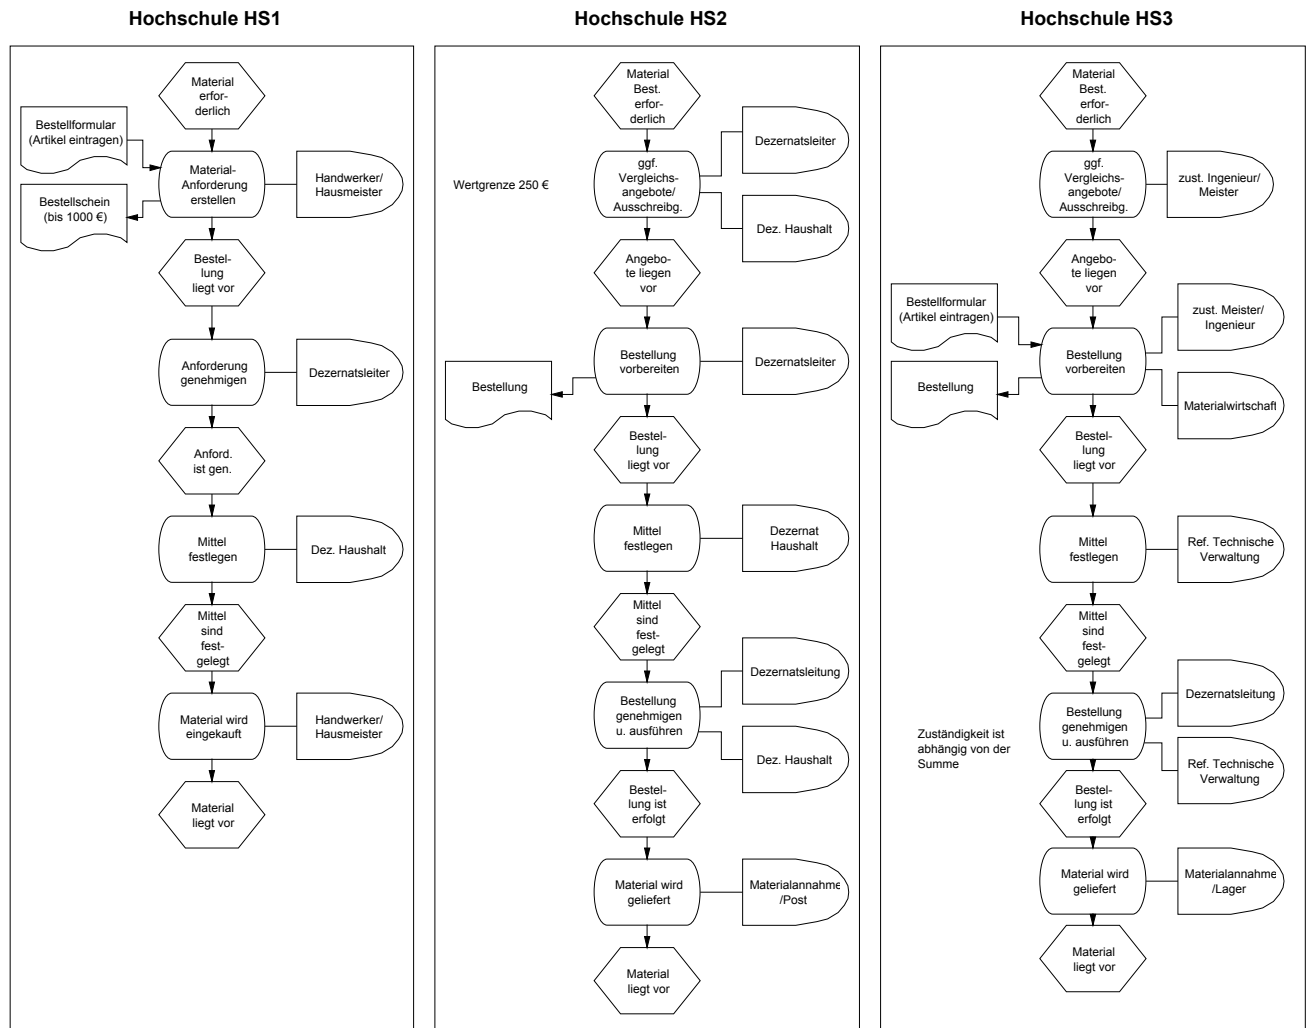 Hochschule HS1
Material
erfor-
derlich
Bestellformular
(Artikel eintragen)
Material-
Anforderung
erstellen
Handwerker/
Hausmeister
Bestellschein
(bis 1000 €)
Bestel-
lung
liegt vor
Anforderung
genehmigen
Dezernatsleiter
Anford.
ist gen.
Mittel
festlegen
Dez. Haushalt
Mittel
sind
fest-
gelegt
Material wird
eingekauft
Handwerker/
Hausmeister
Material
liegt vor
Hochschule HS2
Material
Best.
erfor-
derlich
Dezernatsleiter
Wertgrenze 250 €
ggf.
Vergleichs-
angebote/
Ausschreibg.
Dez. Haushalt
Angebo-
te liegen
vor
Bestellung
vorbereiten
Dezernatsleiter
Bestellung
Bestel-
lung
liegt vor
Mittel
festlegen
Dezernat
Haushalt
Mittel
sind
fest-
gelegt
Dezernatsleitung
Bestellung
genehmigen
u. ausführen
Dez. Haushalt
Bestel-
lung ist
erfolgt
Material wird
geliefert
Materialannahme
/Post
Material
liegt vor
Hochschule HS3
Material
Best.
erfor-
derlich
ggf.
Vergleichs-
angebote/
Ausschreibg.
zust. Ingenieur/
Meister
Angebo-
te liegen
vor
Bestellformular
(Artikel eintragen)
zust. Meister/
Ingenieur
Bestellung
vorbereiten
Bestellung
Materialwirtschaft
Bestel-
lung
liegt vor
Mittel
festlegen
Ref. Technische
Verwaltung
Mittel
sind
fest-
gelegt
Dezernatsleitung
Bestellung
genehmigen
u. ausführen
Zuständigkeit ist
abhängig von der
Summe
Ref. Technische
Verwaltung
Bestel-
lung ist
erfolgt
Material wird
geliefert
Materialannahme
/Lager
Material
liegt vor